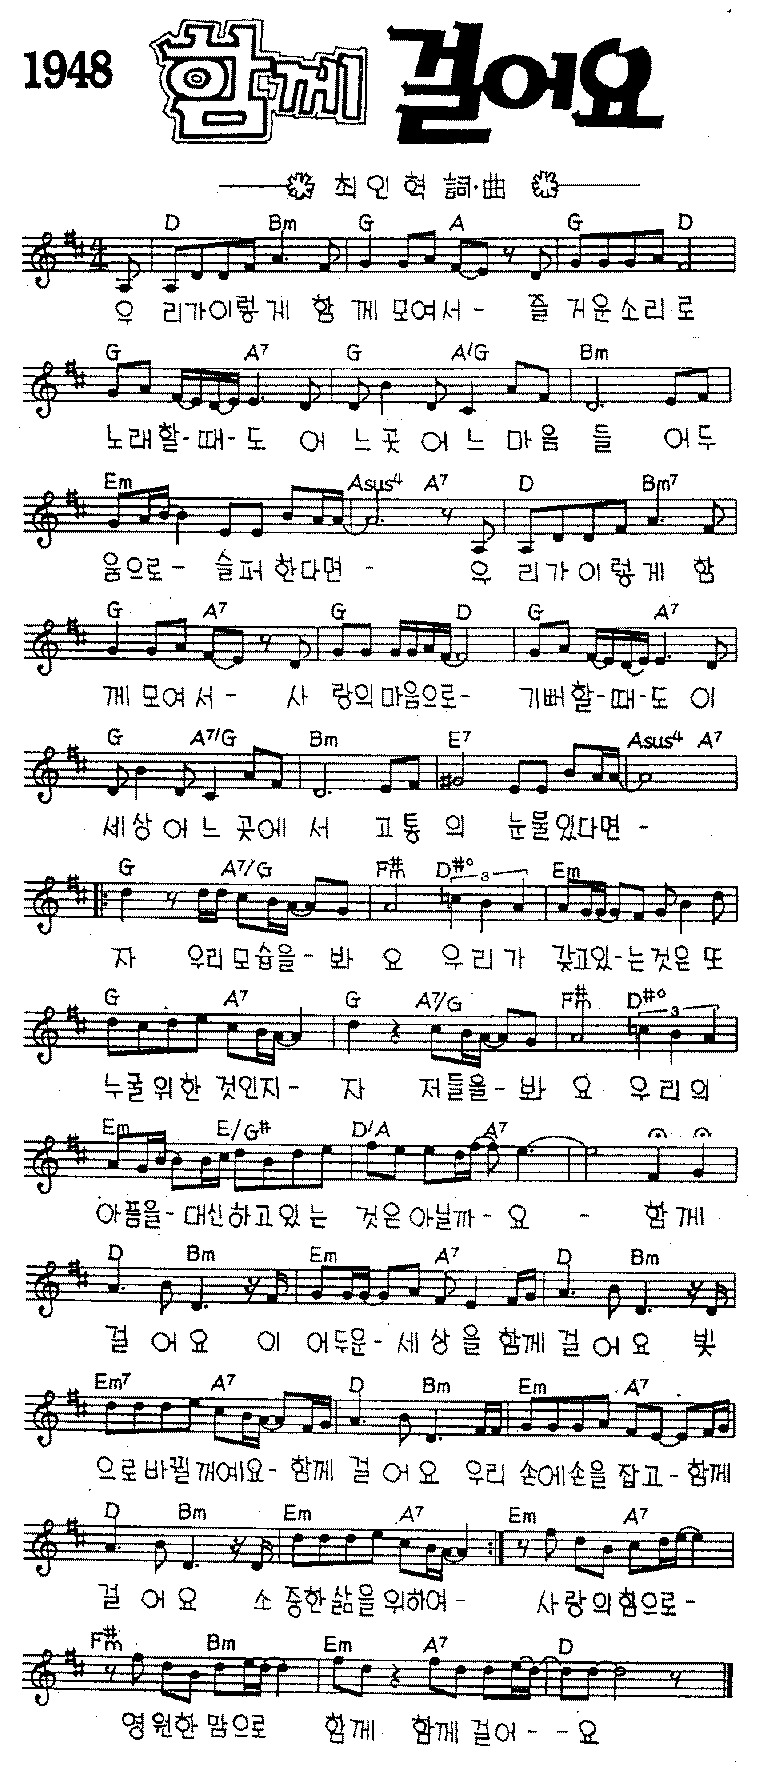 1948 함께 걸어요
최인혁 詞·曲
D Bm G A G D
우 리가이렇게 함 께 모여서 - 즐 거운소리로
G A7 G A/G Bm
노래할-때-도 어 느곳 어느 마음 들 어두
Em Asus4 A7 D Bm7
움으로- 슬퍼한다면 - 우 리가이렇게 함
G A7 G D G A7
께 모여서- 사 랑의마음으로- 기뻐할-때-도 이
G A7/G Bm E7 Asus4 A7
세상 어느 곳에 서 고통 의 눈물있다면 -
G A7/G F#m D#° 3 Em
자 우리모습을- 봐 요 우리가 갖고있-는것은 또
G A7 G A7/G F#m D#° 3
누굴위한 것인지- 자 저들을- 봐 요 우리의
Em E/G# D/A A7
아픔을-대신하고있는 것은아닐까- 요 - 함께
D Bm Em A7 D Bm
걸 어요 이 어두운-세상을 함께걸어요 빛
Em7 A7 D Bm Em A7
으로바뀔꺼예요-함께 걸 어요 우리 손에손을잡고-함께
D Bm Em A7 Em A7
걸 어요 소 중한삶을위하여- 사랑의힘으로-
F#m Bm Em A7 D
영원한맘으로 함께 함께걸어- - 요